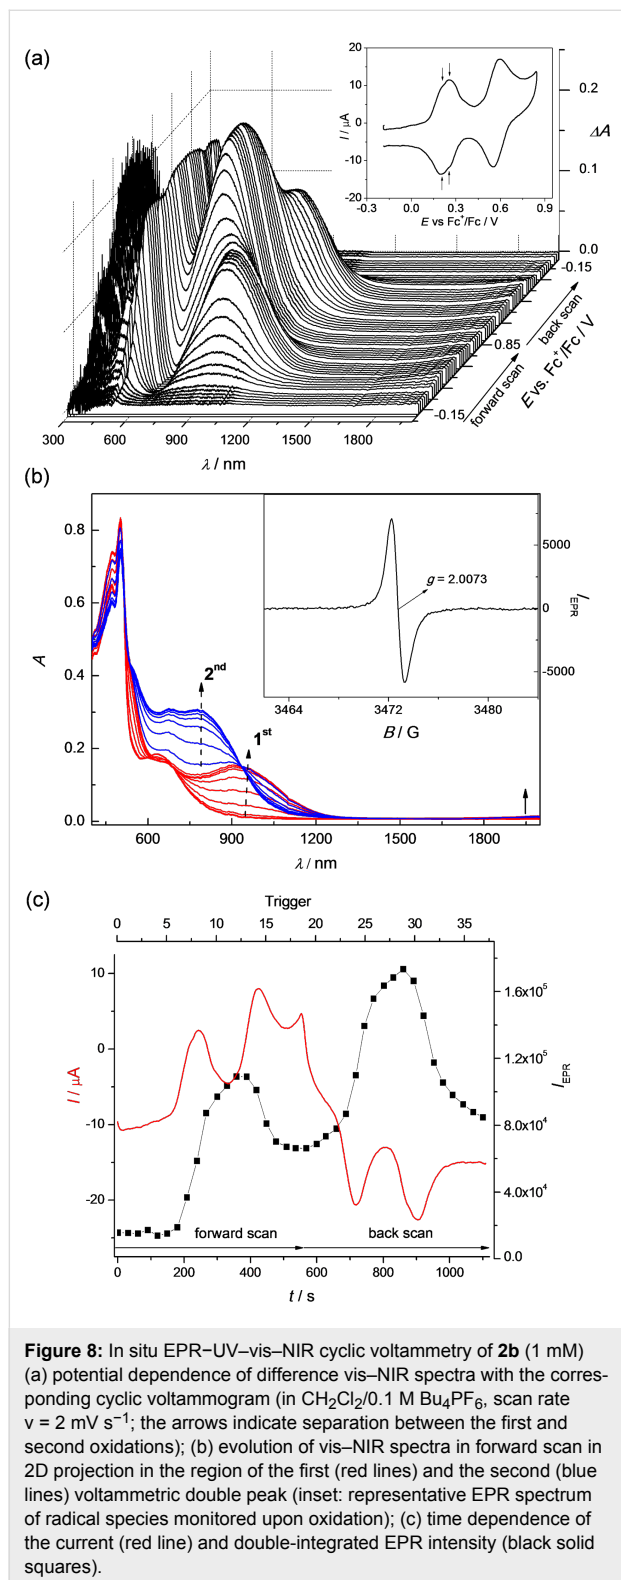 (a)
20
10
0
10
20
I / µA
-0.3 0.0 0.3 0.6 0.9
E vs Fc+/Fc / V
0.2
ΔA
0.1
0.0
-0.15
0.85
-0.15
back scan
forward scan
E vs. Fc+/Fc / V
300 600 900 1200 1500 1800
λ / nm
(b)
0.8
0.6
0.4
0.2
0.0
A
2nd
1st
g = 2.0073
5000
0
-5000
I EPR
3464 3472 3480
B / G
600 900 1200 1500 1800
λ / nm
(c)
Trigger
0 5 10 15 20 25 30 35
10
0
-10
-20
I / µA
1.6x10⁵
1.2x10⁵
8.0x10⁴
4.0x10⁴
0.0
I EPR
forward scan back scan
0 200 400 600 800 1000
t / s
Figure 8: In situ EPR−UV–vis–NIR cyclic voltammetry of 2b (1 mM)
(a) potential dependence of difference vis–NIR spectra with the corres-
ponding cyclic voltammogram (in CH₂Cl₂/0.1 M Bu₄PF₆, scan rate
v = 2 mV s⁻¹; the arrows indicate separation between the first and
second oxidations); (b) evolution of vis–NIR spectra in forward scan in
2D projection in the region of the first (red lines) and the second (blue
lines) voltammetric double peak (inset: representative EPR spectrum
of radical species monitored upon oxidation); (c) time dependence of
the current (red line) and double-integrated EPR intensity (black solid
squares).